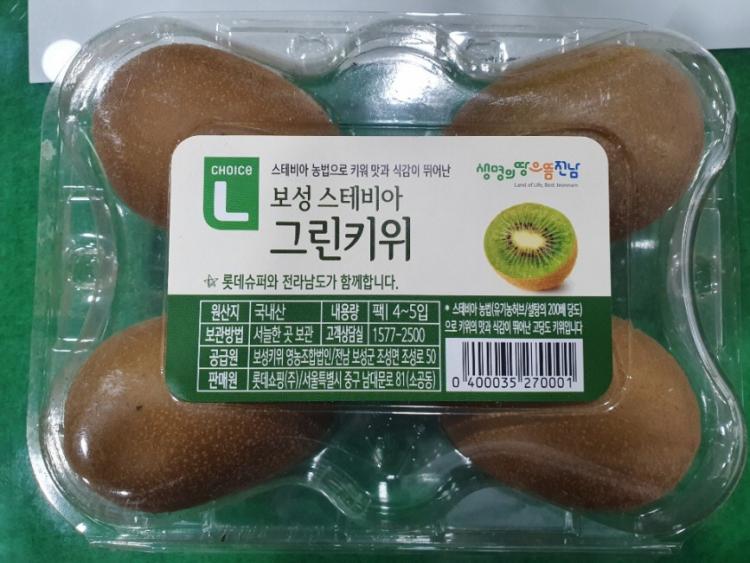 CHOICE
L
스테비아 농법으로 키워 맛과 식감이 뛰어난
보성 스테비아
그린키위
롯데슈퍼와 전라남도가 함께합니다.
생명의땅으뜸전남
Land of Life, Best Jeonnam
원산지 국내산 내용량 팩 4~5입
보관방법 서늘한 곳 보관 고객상담실 1577-2500
공급원 보성키위 영농조합법인/전남 보성군 조성면 조성로 50
판매원 롯데쇼핑(주)/서울특별시 중구 남대문로 81(소공동)
* 스테비아 농법(유기농허브/설탕의 200배 당도)
으로 키위의 맛과 식감이 뛰어난 고당도 키위입니다
0 400035 270001